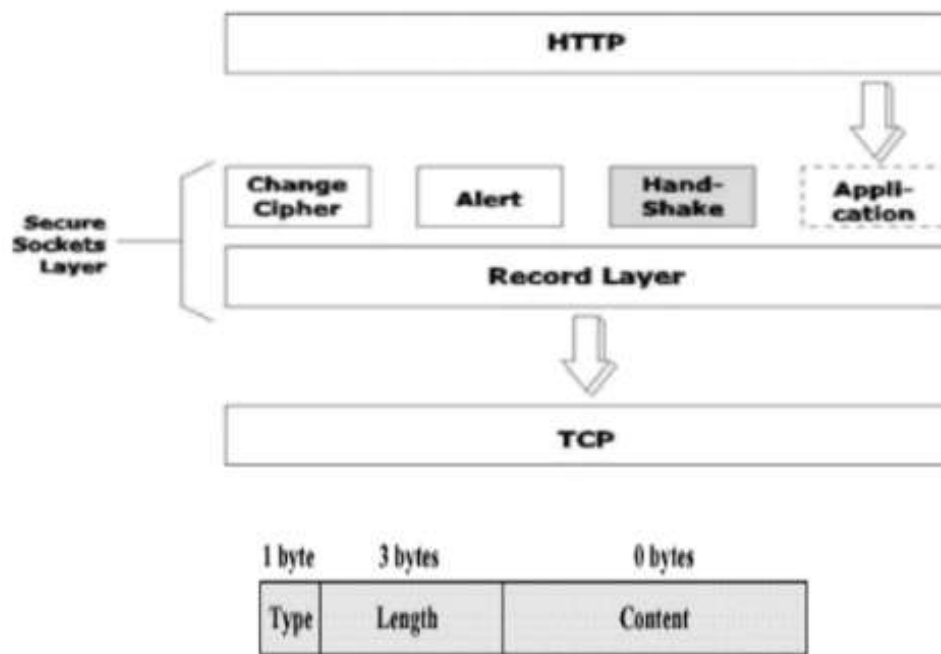 HTTP
Change
Cipher
Alert
Hand-
Shake
Appli-
cation
Secure
Sockets
Layer
Record Layer
TCP
1 byte
3 bytes
0 bytes
Type
Length
Content